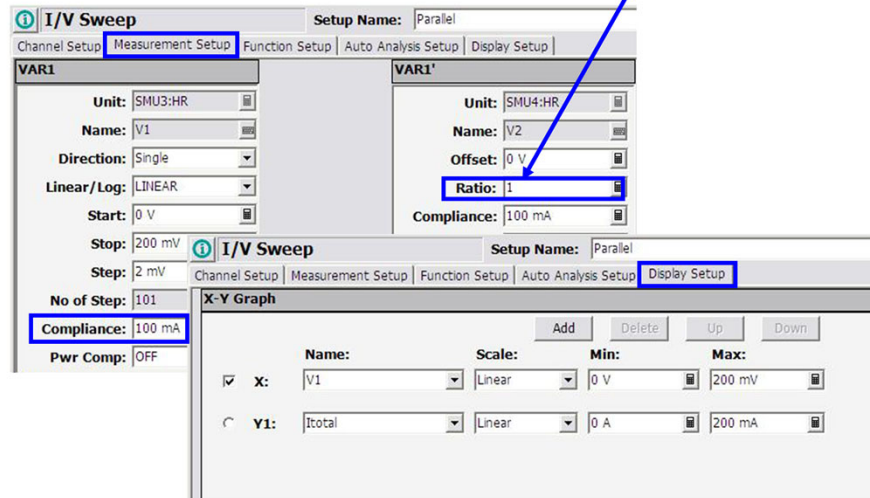 I/V Sweep Setup Name: Parallel
Channel Setup Measurement Setup Function Setup Auto Analysis Setup Display Setup
VAR1 VAR1'
Unit: SMU3:HR Unit: SMU4:HR
Name: V1 Name: V2
Direction: Single Offset: 0 V
Linear/Log: LINEAR Ratio: 1
Start: 0 V Compliance: 100 mA
Stop: 200 mV
Step: 2 mV
No of Step: 101
Compliance: 100 mA
Pwr Comp: OFF
I/V Sweep Setup Name: Parallel
Channel Setup Measurement Setup Function Setup Auto Analysis Setup Display Setup
X-Y Graph
Add Delete Up Down
Name: Scale: Min: Max:
X: V1 Linear 0 V 200 mV
Y1: Itotal Linear 0 A 200 mA